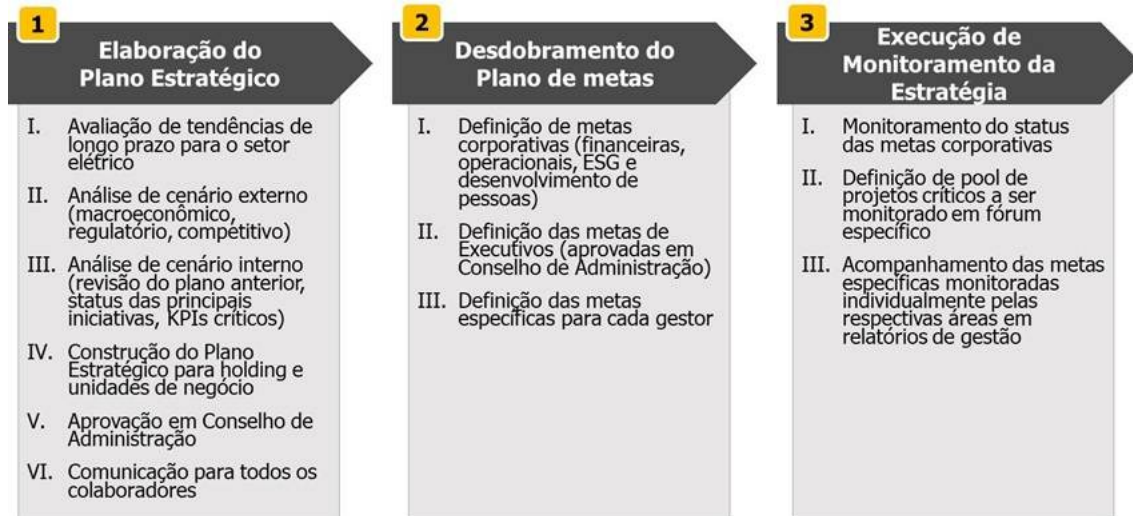 1
Elaboração do
Plano Estratégico
I. Avaliação de tendências de
longo prazo para o setor
elétrico
II. Análise de cenário externo
(macroeconômico,
regulatório, competitivo)
III. Análise de cenário interno
(revisão do plano anterior,
status das principais
iniciativas, KPIs críticos)
IV. Construção do Plano
Estratégico para holding e
unidades de negócio
V. Aprovação em Conselho de
Administração
VI. Comunicação para todos os
colaboradores
2
Desdobramento do
Plano de metas
I. Definição de metas
corporativas (financeiras,
operacionais, ESG e
desenvolvimento de
pessoas)
II. Definição das metas de
Executivos (aprovadas em
Conselho de Administração)
III. Definição das metas
específicas para cada gestor
3
Execução de
Monitoramento da
Estratégia
I. Monitoramento do status
das metas corporativas
II. Definição de pool de
projetos críticos a ser
monitorado em fórum
específico
III. Acompanhamento das metas
específicas monitoradas
individualmente pelas
respectivas áreas em
relatórios de gestão